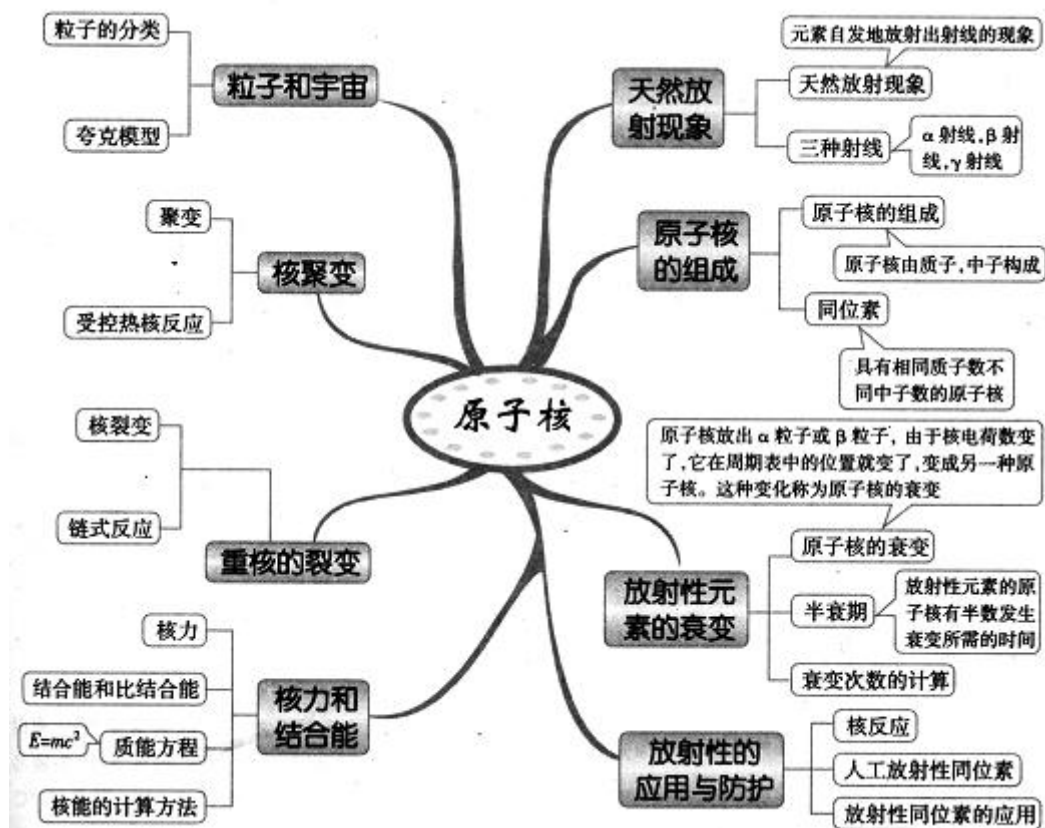 原子核
粒子和宇宙
粒子的分类
夸克模型
核聚变
聚变
受控热核反应
重核的裂变
核裂变
链式反应
核力和
结合能
核力
结合能和比结合能
质能方程
E=mc²
核能的计算方法
天然放
射现象
元素自发地放射出射线的现象
天然放射现象
三种射线
α射线,β射
线,γ射线
原子核
的组成
原子核的组成
原子核由质子,中子构成
同位素
具有相同质子数不
同中子数的原子核
放射性元
素的衰变
原子核放出α粒子或β粒子,由于核电荷数变
了,它在周期表中的位置就变了,变成另一种原
子核。这种变化称为原子核的衰变
原子核的衰变
半衰期
放射性元素的原
子核有半数发生
衰变所需的时间
衰变次数的计算
放射性的
应用与防护
核反应
人工放射性同位素
放射性同位素的应用